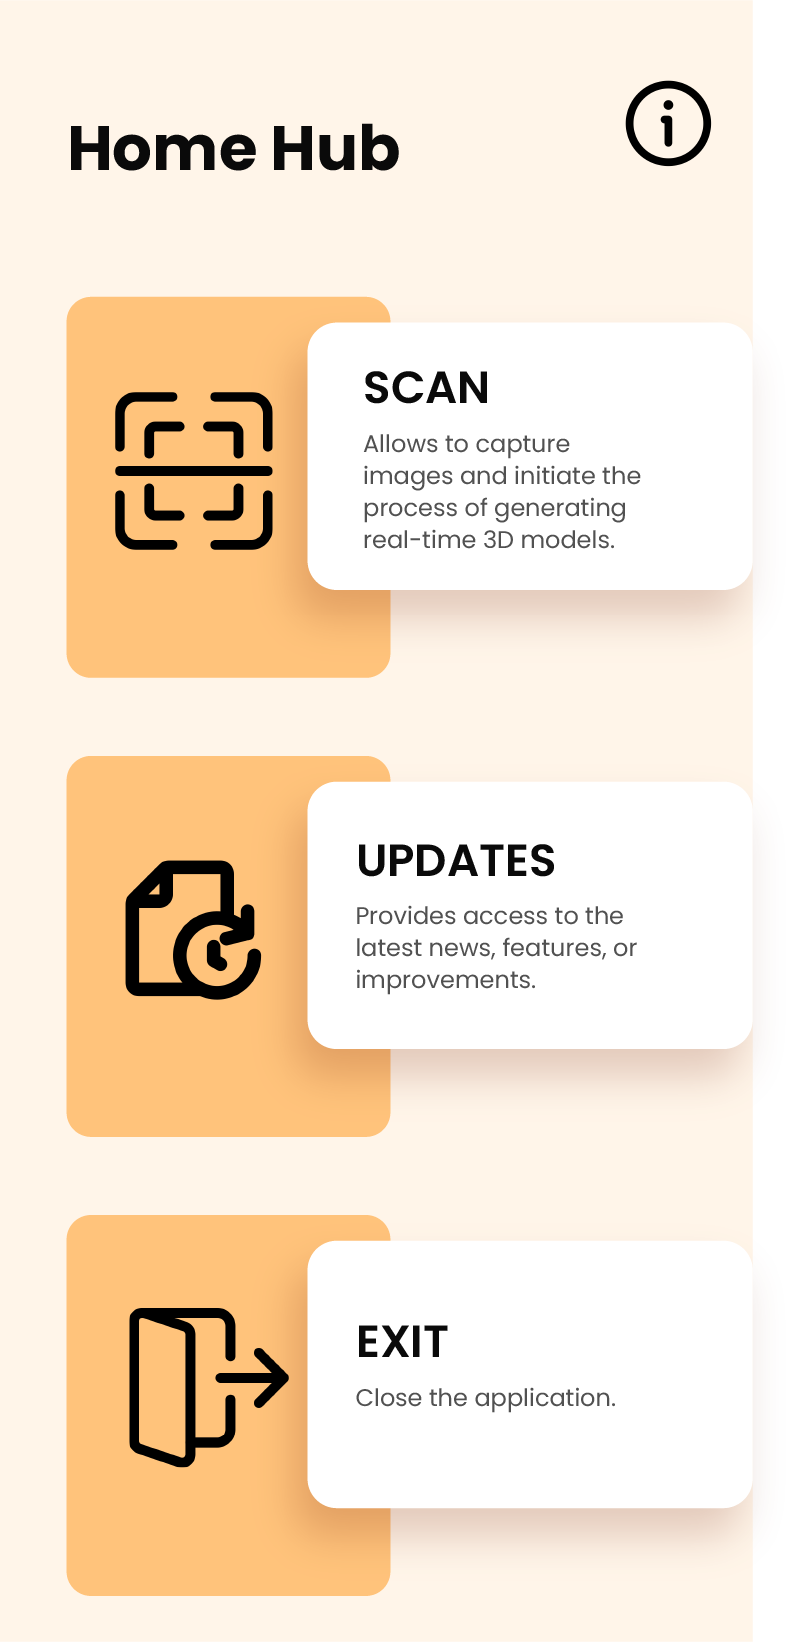 Home Hub
SCAN
Allows to capture
images and initiate the
process of generating
real-time 3D models.
UPDATES
Provides access to the
latest news, features, or
improvements.
EXIT
Close the application.